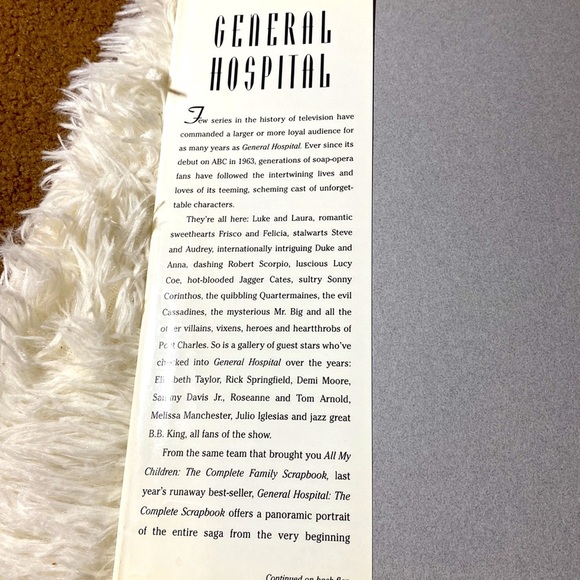 GENERAL
HOSPITAL
Few series in the history of television have
commanded a larger or more loyal audience for
as many years as General Hospital. Ever since its
debut on ABC in 1963, generations of soap-opera
fans have followed the intertwining lives and
loves of its teeming, scheming cast of unforget-
table characters.
They're all here: Luke and Laura, romantic
sweethearts Frisco and Felicia, stalwarts Steve
and Audrey, internationally intriguing Duke and
Anna, dashing Robert Scorpio, luscious Lucy
Coe, hot-blooded Jagger Cates, sultry Sonny
Corinthos, the quibbling Quartermaines, the evil
Cassadines, the mysterious Mr. Big and all the
other villains, vixens, heroes and heartthrobs of
Port Charles. So is a gallery of guest stars who've
checked into General Hospital over the years:
Elizabeth Taylor, Rick Springfield, Demi Moore,
Sammy Davis Jr., Roseanne and Tom Arnold,
Melissa Manchester, Julio Iglesias and jazz great
B.B. King, all fans of the show.
From the same team that brought you All My
Children: The Complete Family Scrapbook, last
year's runaway best-seller, General Hospital: The
Complete Scrapbook offers a panoramic portrait
of the entire saga from the very beginning
Continued on back flap